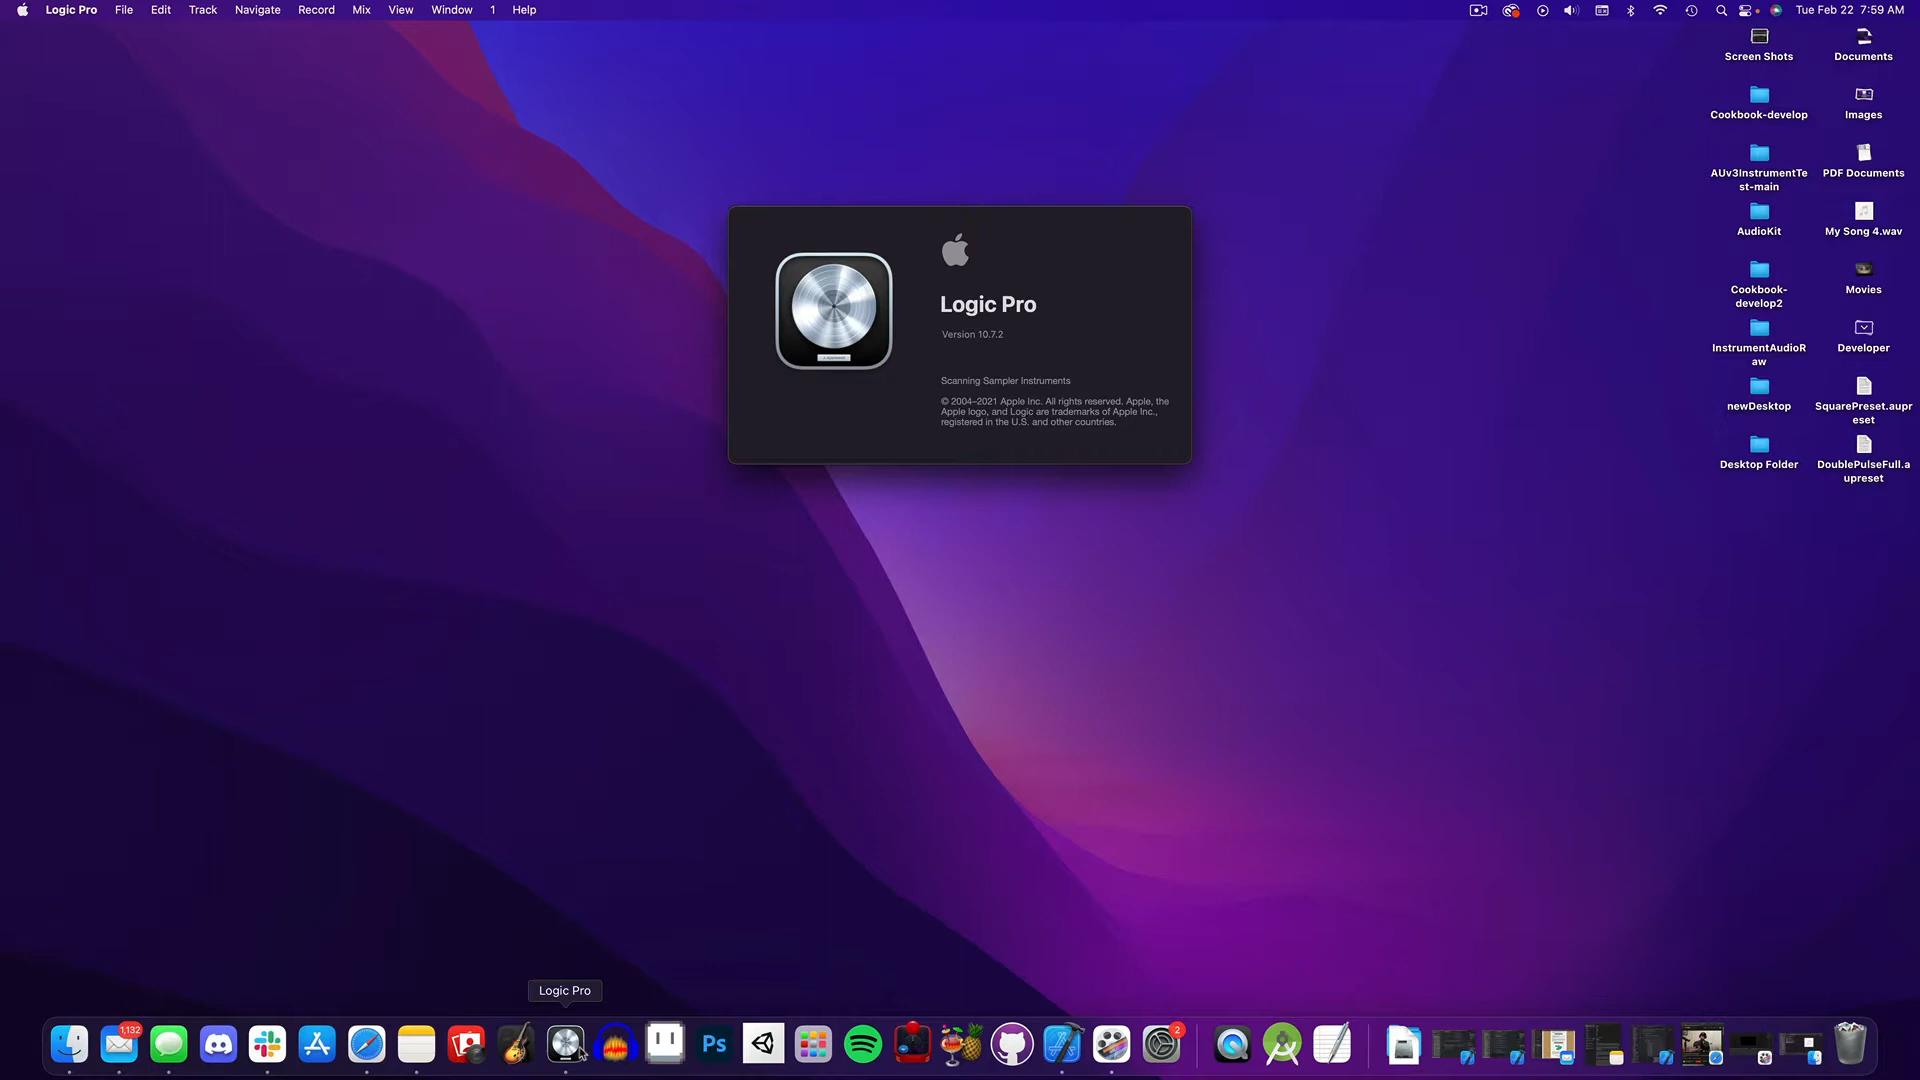 Logic Pro File Edit Track Navigate Record Mix View Window 1 Help
Tue Feb 22 7:59 AM
Screen Shots
Documents
Cookbook-develop
Images
AUv3InstrumentTe
st-main
PDF Documents
AudioKit
My Song 4.wav
Cookbook-
develop2
Movies
InstrumentAudioR
aw
Developer
newDesktop
SquarePreset.aupr
eset
Desktop Folder
DoublePulseFull.a
upreset
Logic Pro
Version 10.7.2
Scanning Sampler Instruments
© 2004–2021 Apple Inc. All rights reserved. Apple, the
Apple logo, and Logic are trademarks of Apple Inc.,
registered in the U.S. and other countries.
Logic Pro
1,132
Ps
2